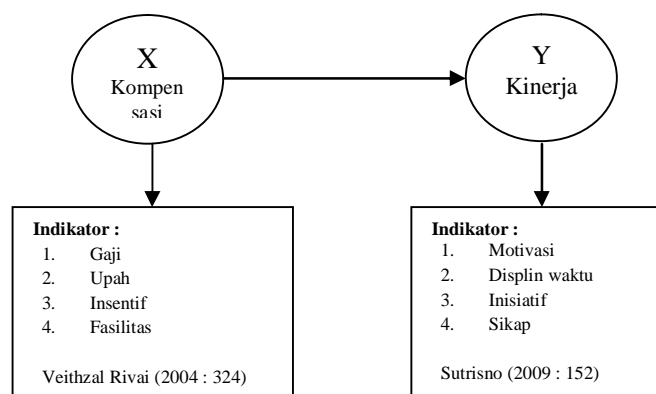 X
Kompen
sasi
Y
Kinerja
Indikator :
1. Gaji
2. Upah
3. Insentif
4. Fasilitas
Veithzal Rivai (2004 : 324)
Indikator :
1. Motivasi
2. Displin waktu
3. Inisiatif
4. Sikap
Sutrisno (2009 : 152)